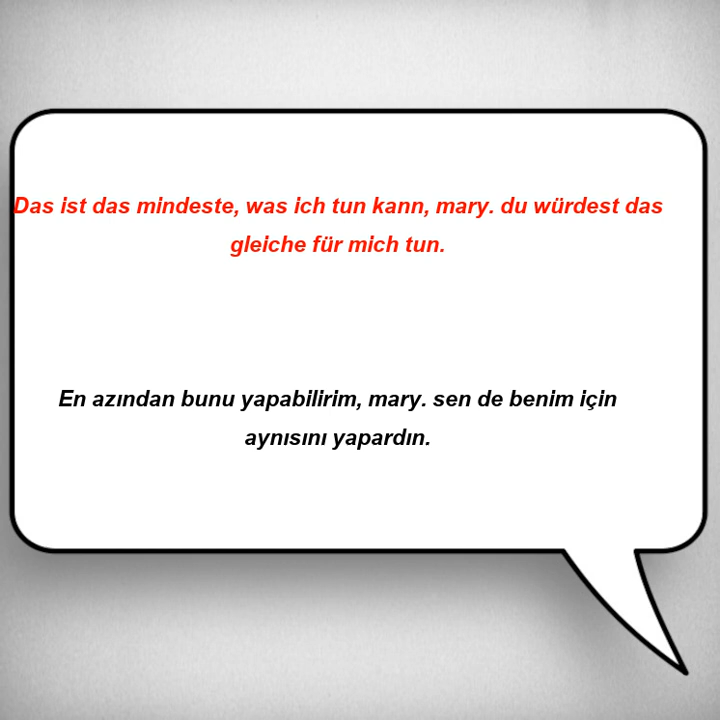 Das ist das mindeste, was ich tun kann, mary. du würdest das
gleiche für mich tun.
En azından bunu yapabilirim, mary. sen de benim için
aynısını yapardın.